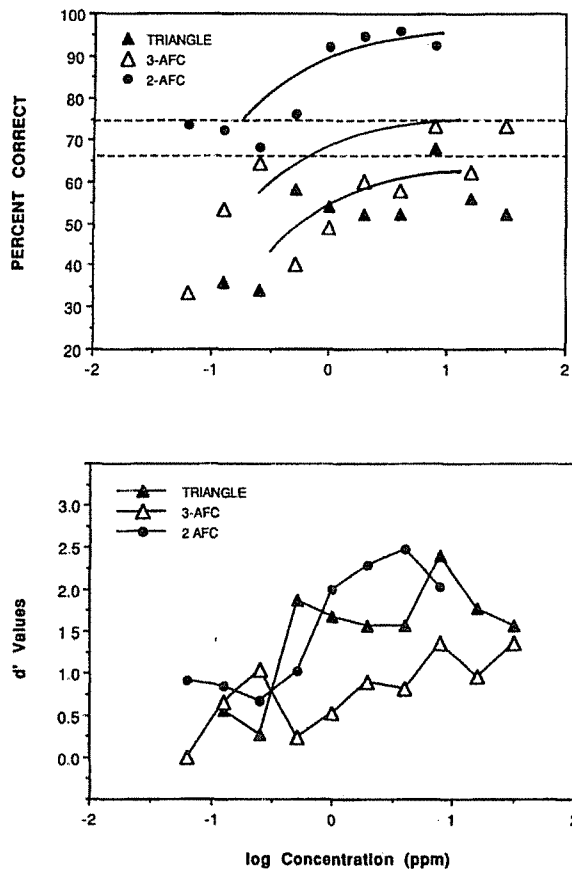 100
90
80
70
60
50
40
30
20
PERCENT CORRECT
TRIANGLE
3-AFC
2-AFC
-2
-1
0
1
2
3.0
2.5
2.0
1.5
1.0
0.5
0.0
d' Values
TRIANGLE
3-AFC
2 AFC
-2
-1
0
1
2
log Concentration (ppm)